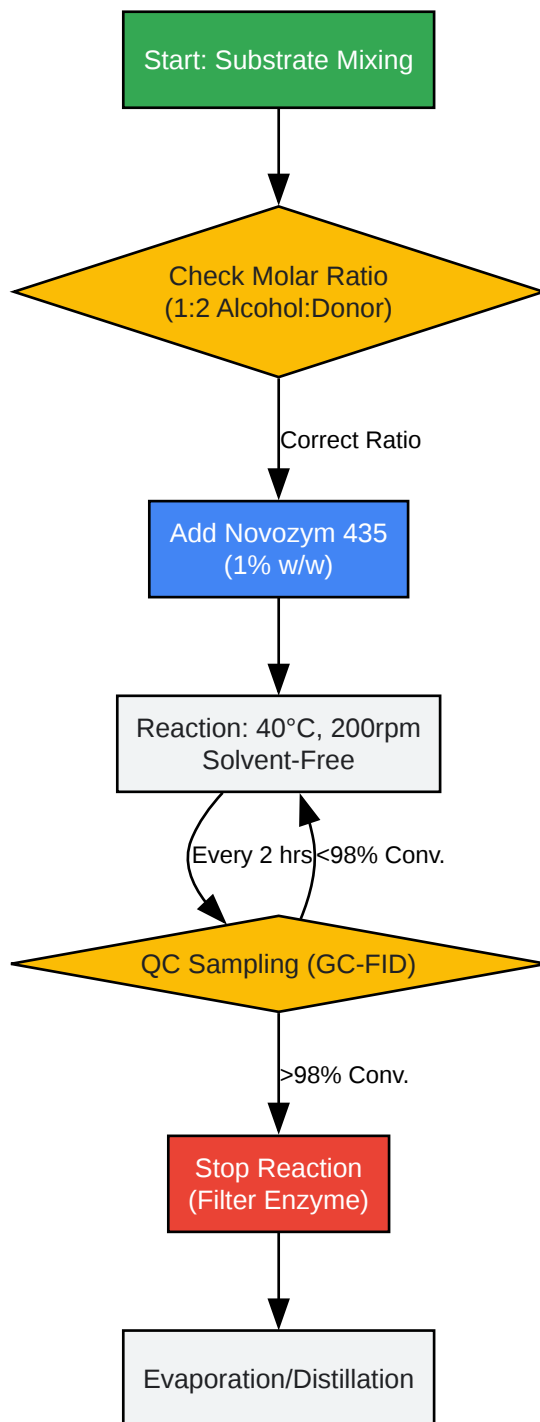 Start: Substrate Mixing
Check Molar Ratio
(1:2 Alcohol:Donor)
Correct Ratio
Add Novozym 435
(1% w/w)
Reaction: 40°C, 200rpm
Solvent-Free
Every 2 hrs
<98% Conv.
QC Sampling (GC-FID)
>98% Conv.
Stop Reaction
(Filter Enzyme)
Evaporation/Distillation